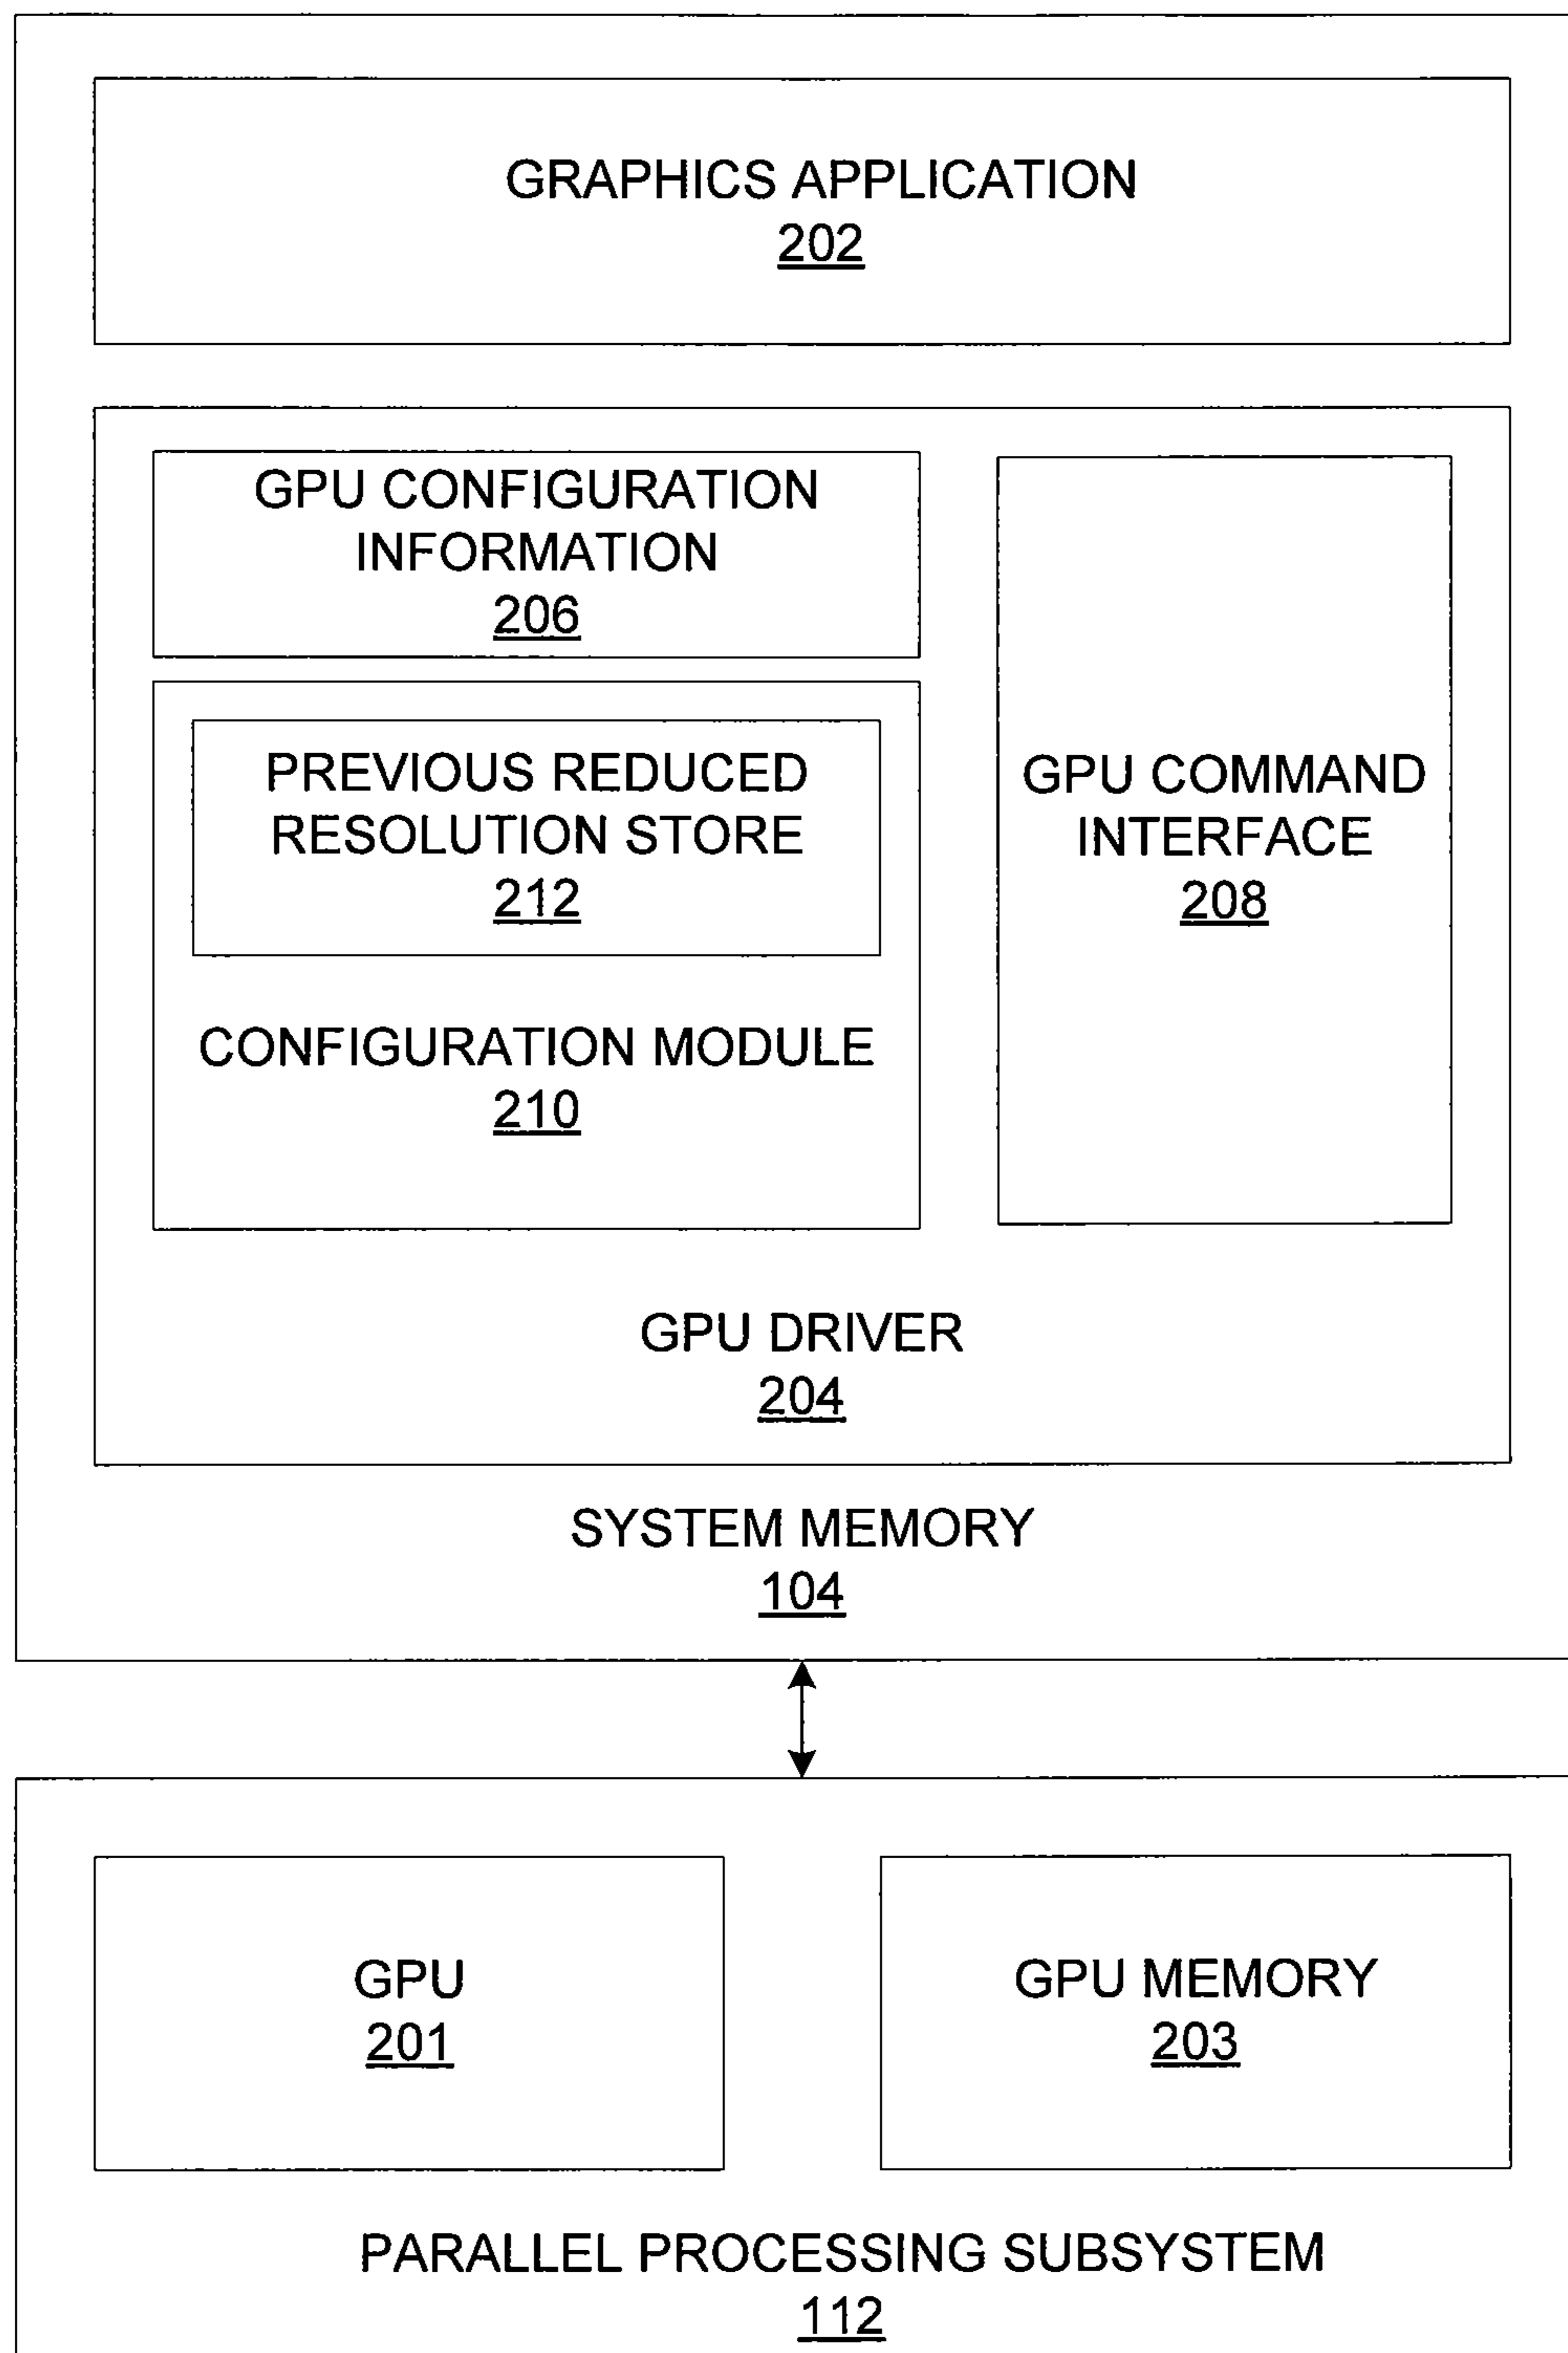 GRAPHICS APPLICATION
202
GPU CONFIGURATION
INFORMATION
206
PREVIOUS REDUCED
RESOLUTION STORE
212
CONFIGURATION MODULE
210
GPU COMMAND
INTERFACE
208
GPU DRIVER
204
SYSTEM MEMORY
104
GPU
201
GPU MEMORY
203
PARALLEL PROCESSING SUBSYSTEM
112